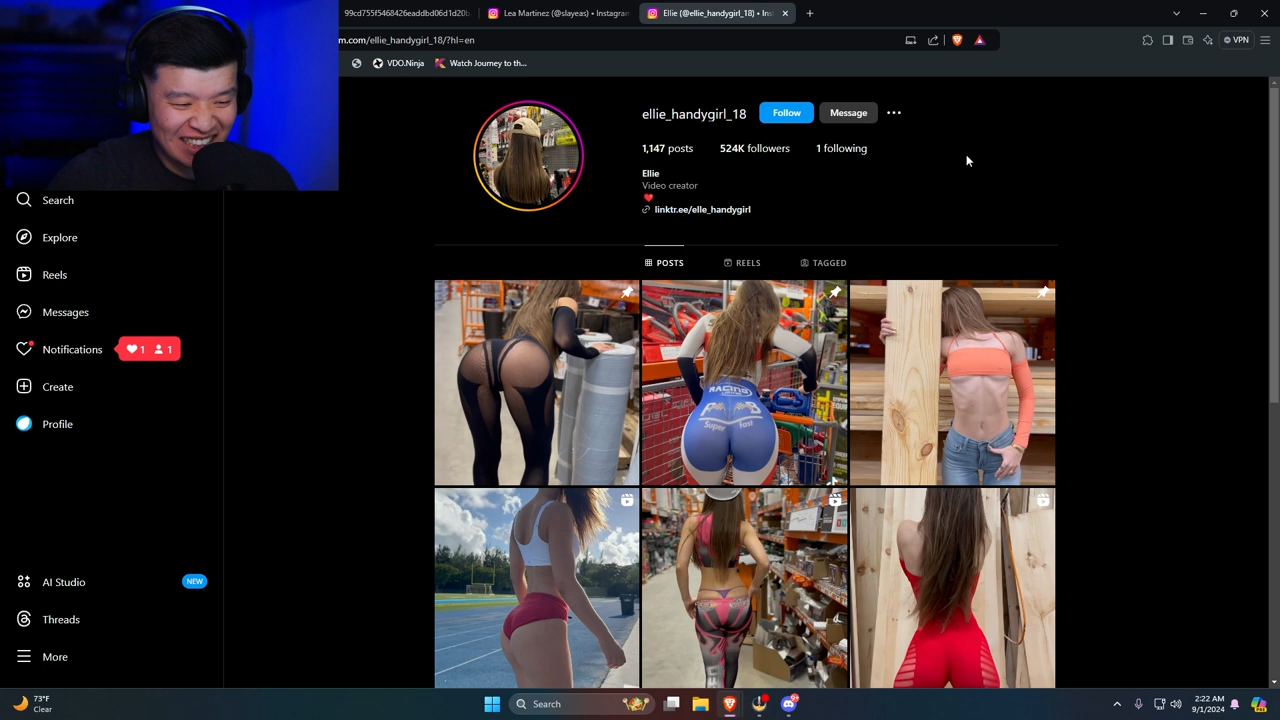 99cd755f5468426eaddbd06d1d20b
Lea Martinez (@slayeas) • Instagram
Ellie (@ellie_handygirl_18) • Ins
m.com/ellie_handygirl_18/?hl=en
VPN
VDO.Ninja
Watch Journey to th...
ellie_handygirl_18
Follow
Message
1,147 posts
524K followers
1 following
Ellie
Video creator
linktr.ee/elle_handygirl
Search
Explore
Reels
Messages
Notifications
1
1
Create
Profile
AI Studio
NEW
Threads
More
POSTS
REELS
TAGGED
RACING
Super fast
73°F
Clear
Search
2:22 AM
9/1/2024